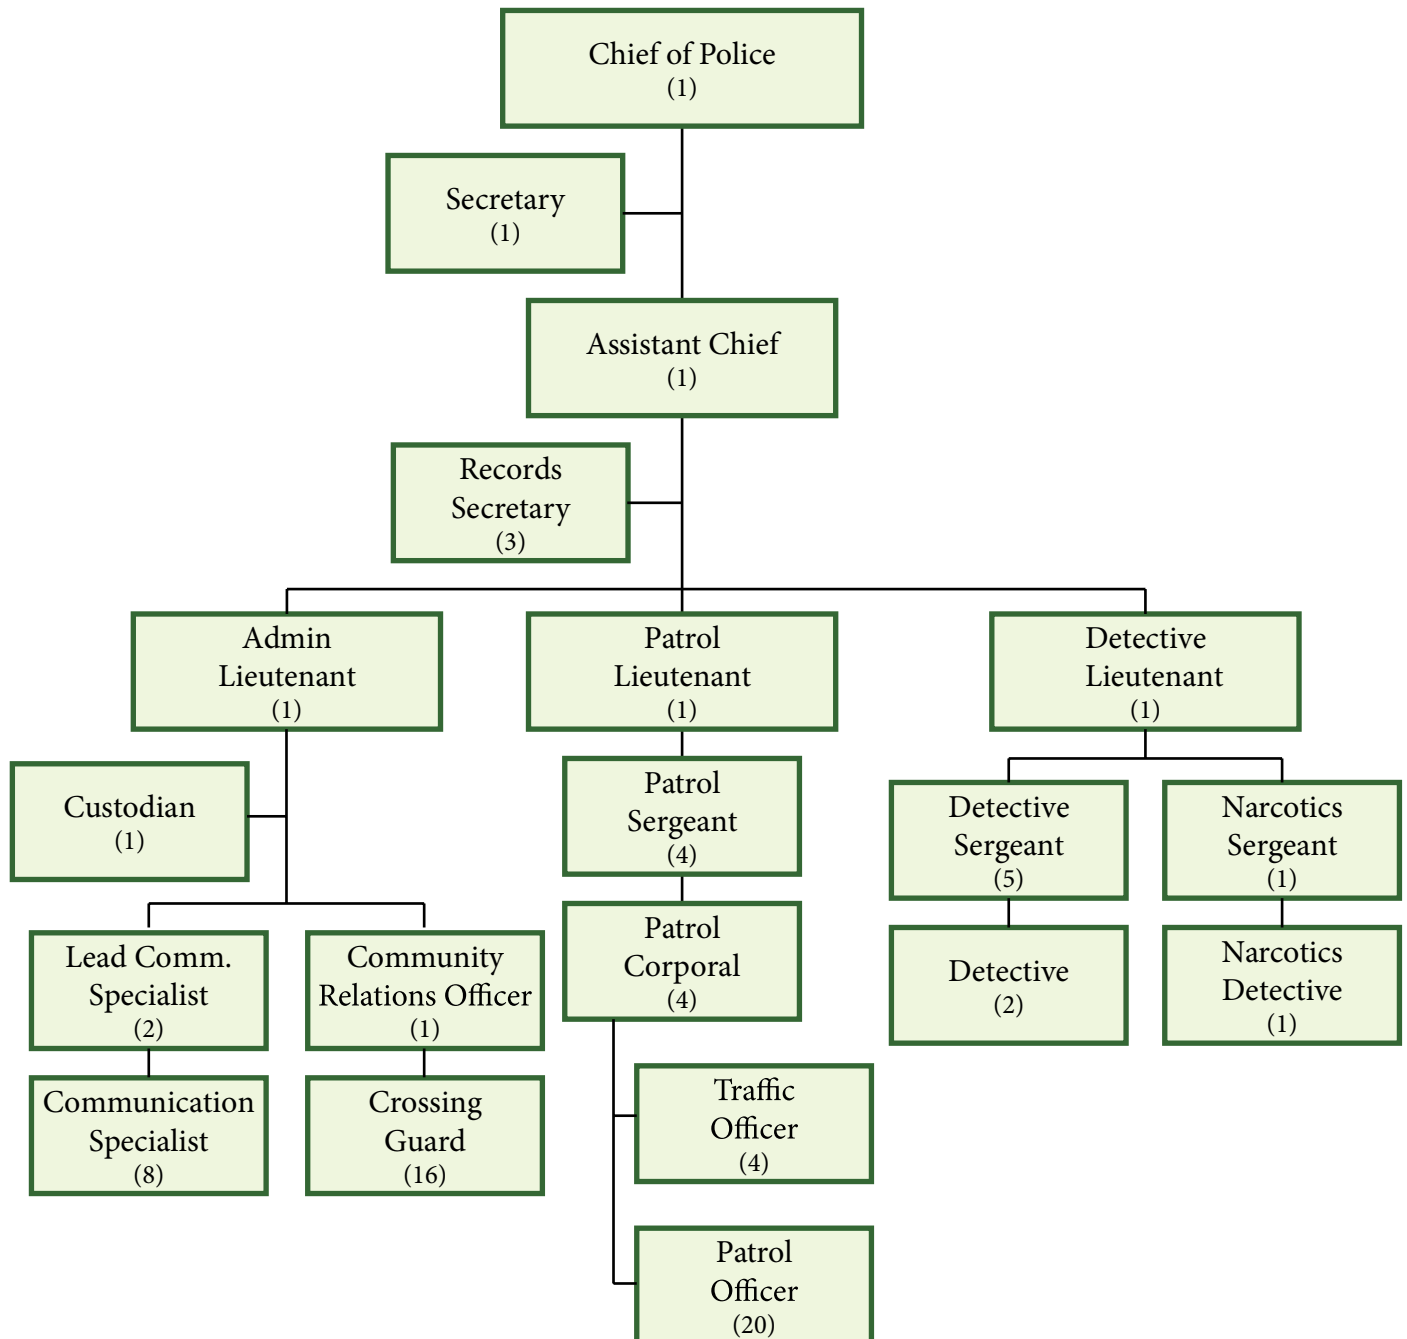 Chief of Police
(1)
Secretary
(1)
Assistant Chief
(1)
Records
Secretary
(3)
Admin
Lieutenant
(1)
Patrol
Lieutenant
(1)
Detective
Lieutenant
(1)
Custodian
(1)
Patrol
Sergeant
(4)
Detective
Sergeant
(5)
Narcotics
Sergeant
(1)
Lead Comm.
Specialist
(2)
Community
Relations Officer
(1)
Patrol
Corporal
(4)
Detective
(2)
Narcotics
Detective
(1)
Communication
Specialist
(8)
Crossing
Guard
(16)
Traffic
Officer
(4)
Patrol
Officer
(20)